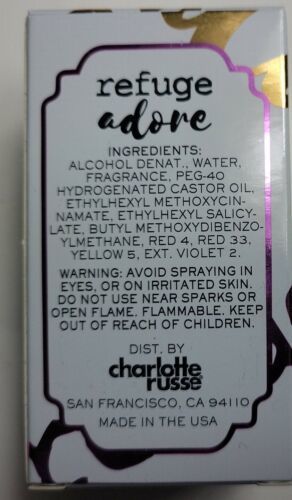 refuge
adore
INGREDIENTS:
ALCOHOL DENAT., WATER,
FRAGRANCE, PEG-40
HYDROGENATED CASTOR OIL,
ETHYLHEXYL METHOXYCIN-
NAMATE, ETHYLHEXYL SALICY-
LATE, BUTYL METHOXYDIBENZO-
YLMETHANE, RED 4, RED 33,
YELLOW 5, EXT. VIOLET 2.
WARNING: AVOID SPRAYING IN
EYES, OR ON IRRITATED SKIN.
DO NOT USE NEAR SPARKS OR
OPEN FLAME. FLAMMABLE. KEEP
OUT OF REACH OF CHILDREN.
DIST. BY
charlotte
russe
SAN FRANCISCO, CA 94110
MADE IN THE USA